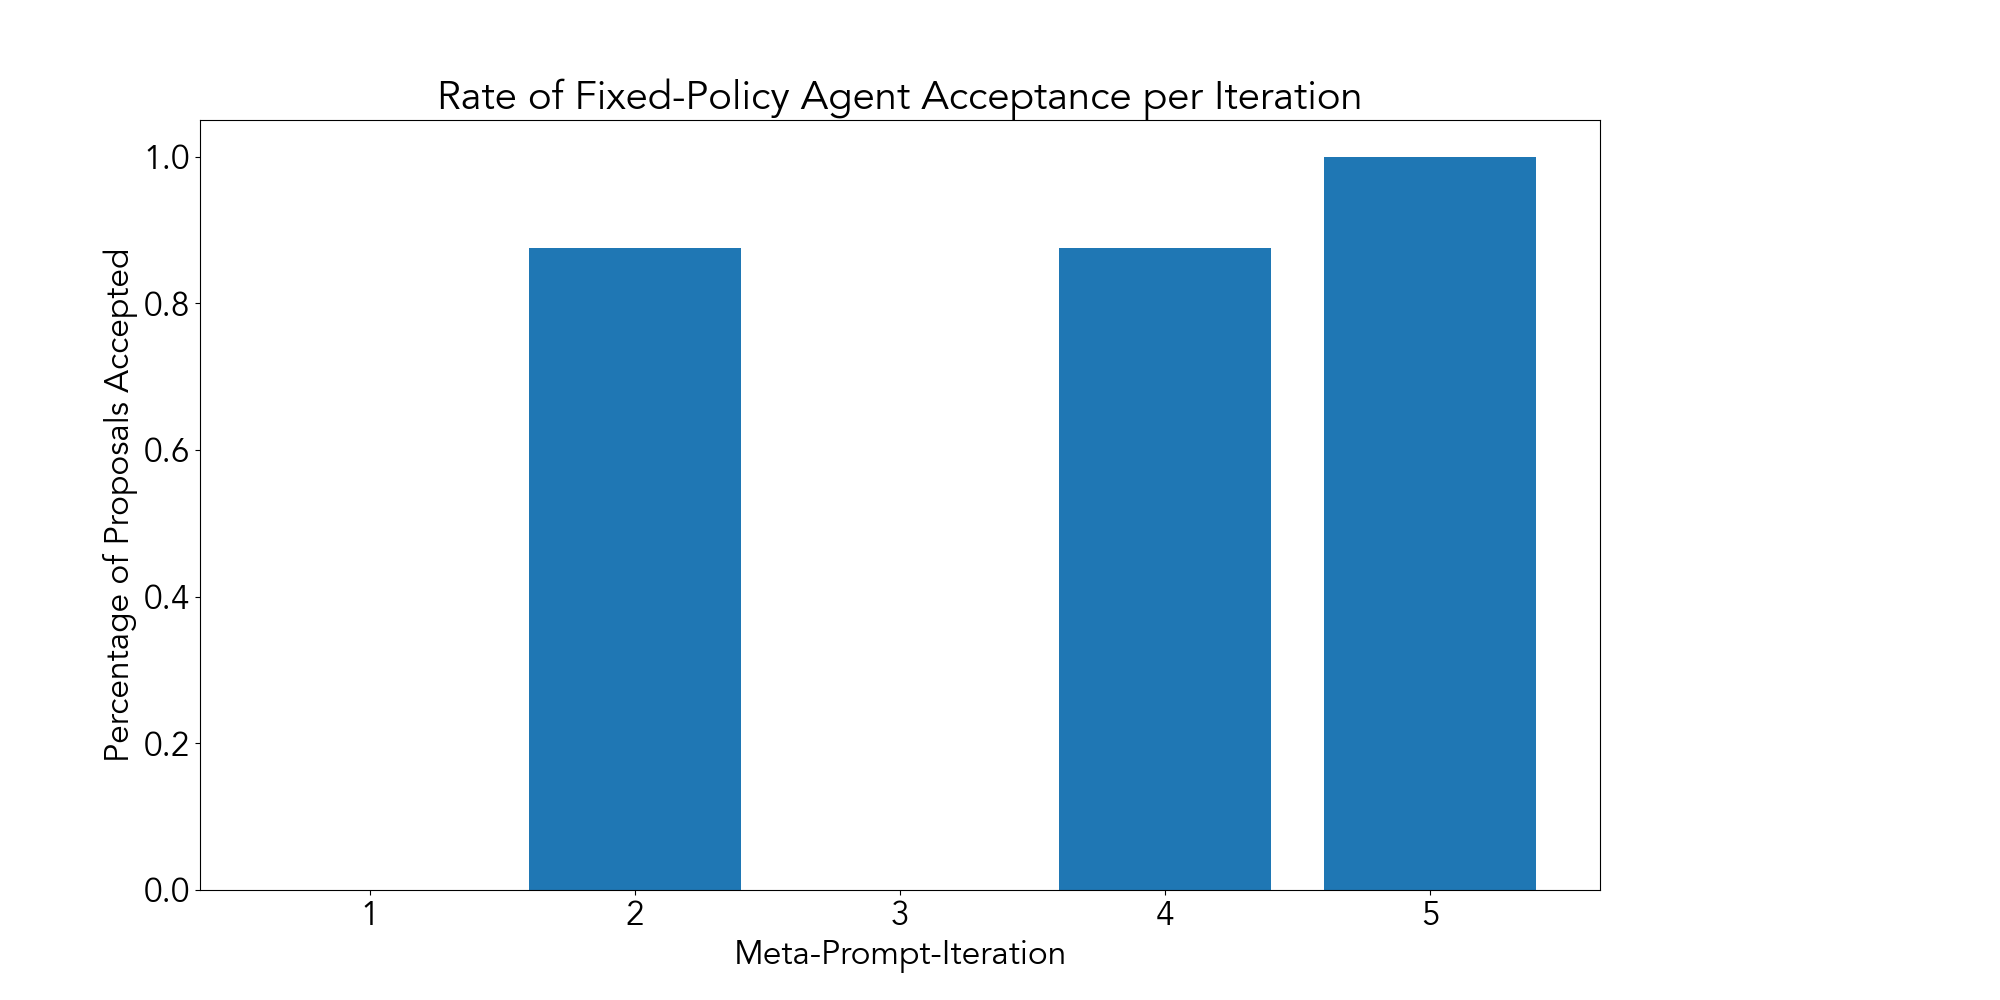 Rate of Fixed-Policy Agent Acceptance per Iteration
Percentage of Proposals Accepted
1.0
0.8
0.6
0.4
0.2
0.0
1 2 3 4 5
Meta-Prompt-Iteration